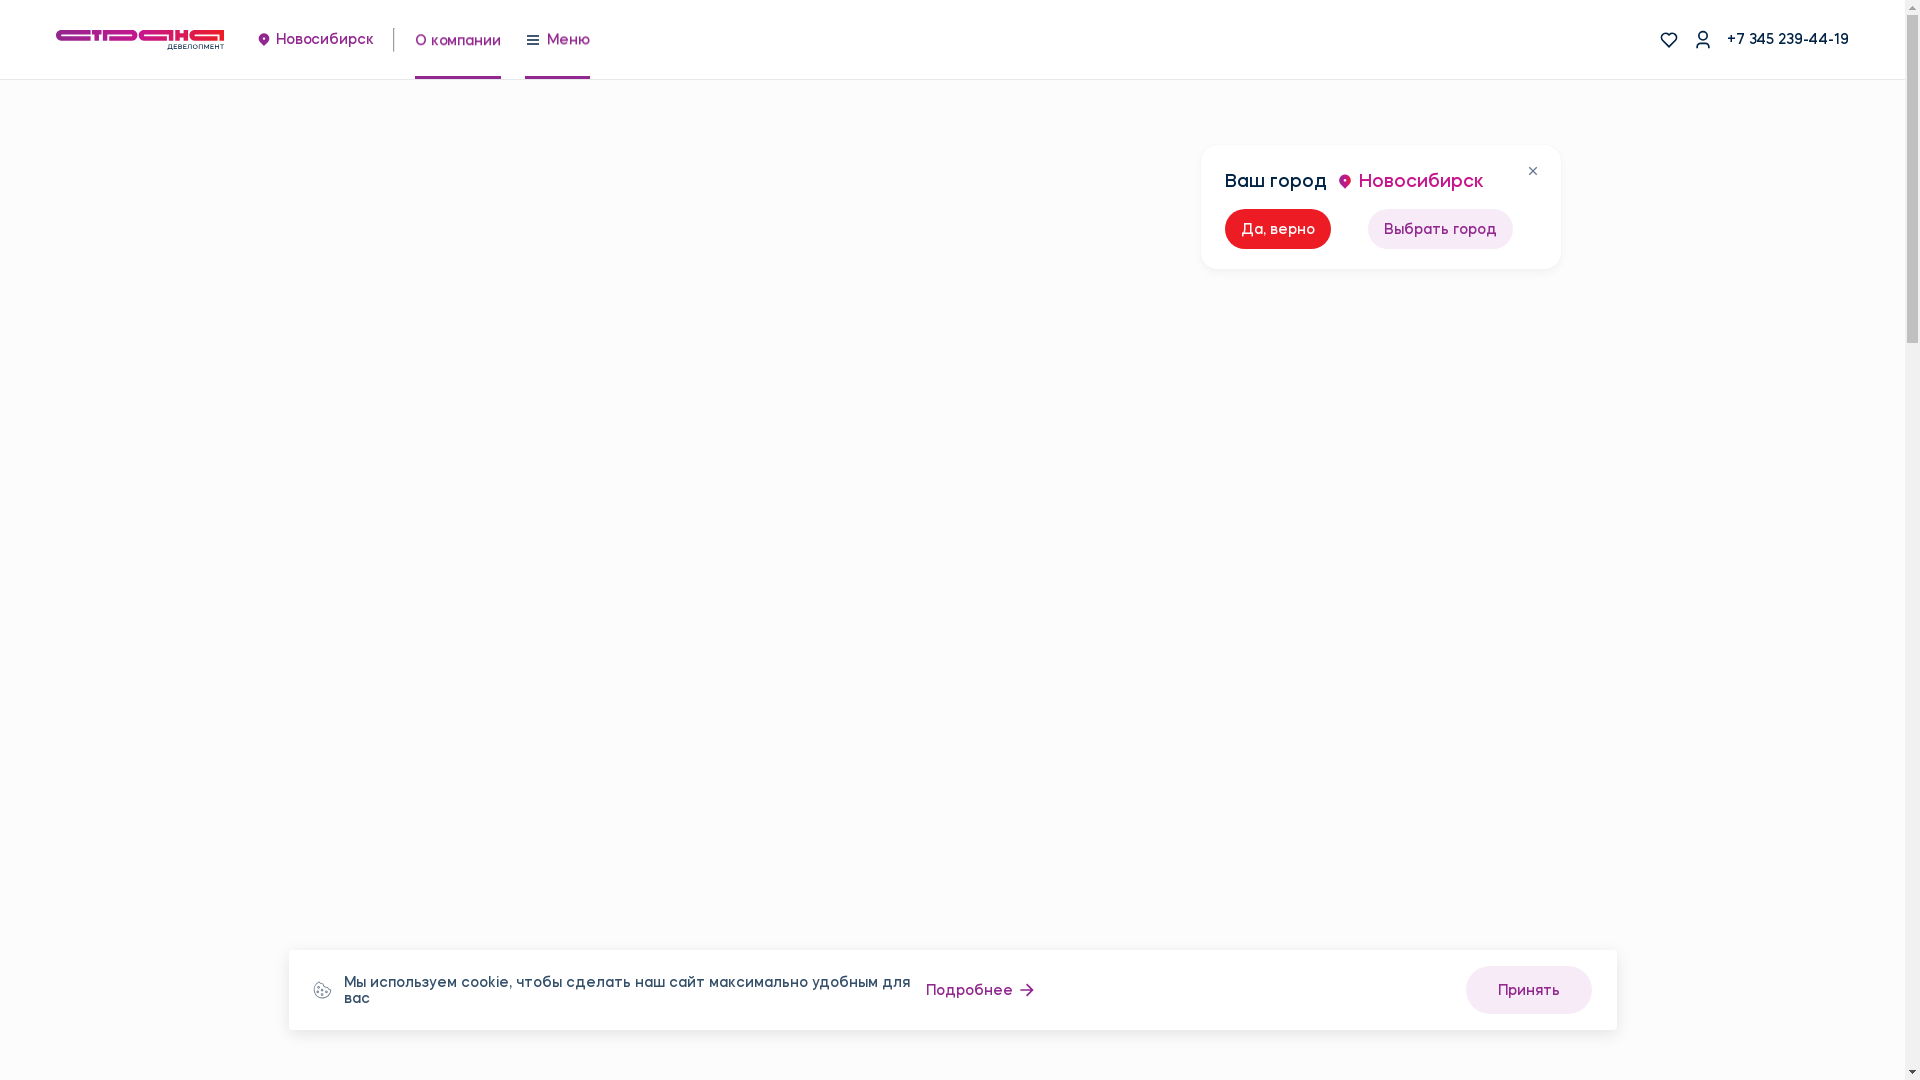 страна
ДЕВЕЛОПМЕНТ
Новосибирск
О компании
Меню
+7 345 239-44-19
Ваш город Новосибирск
Да, верно
Выбрать город
Мы используем cookie, чтобы сделать наш сайт максимально удобным для
вас
Подробнее
Принять